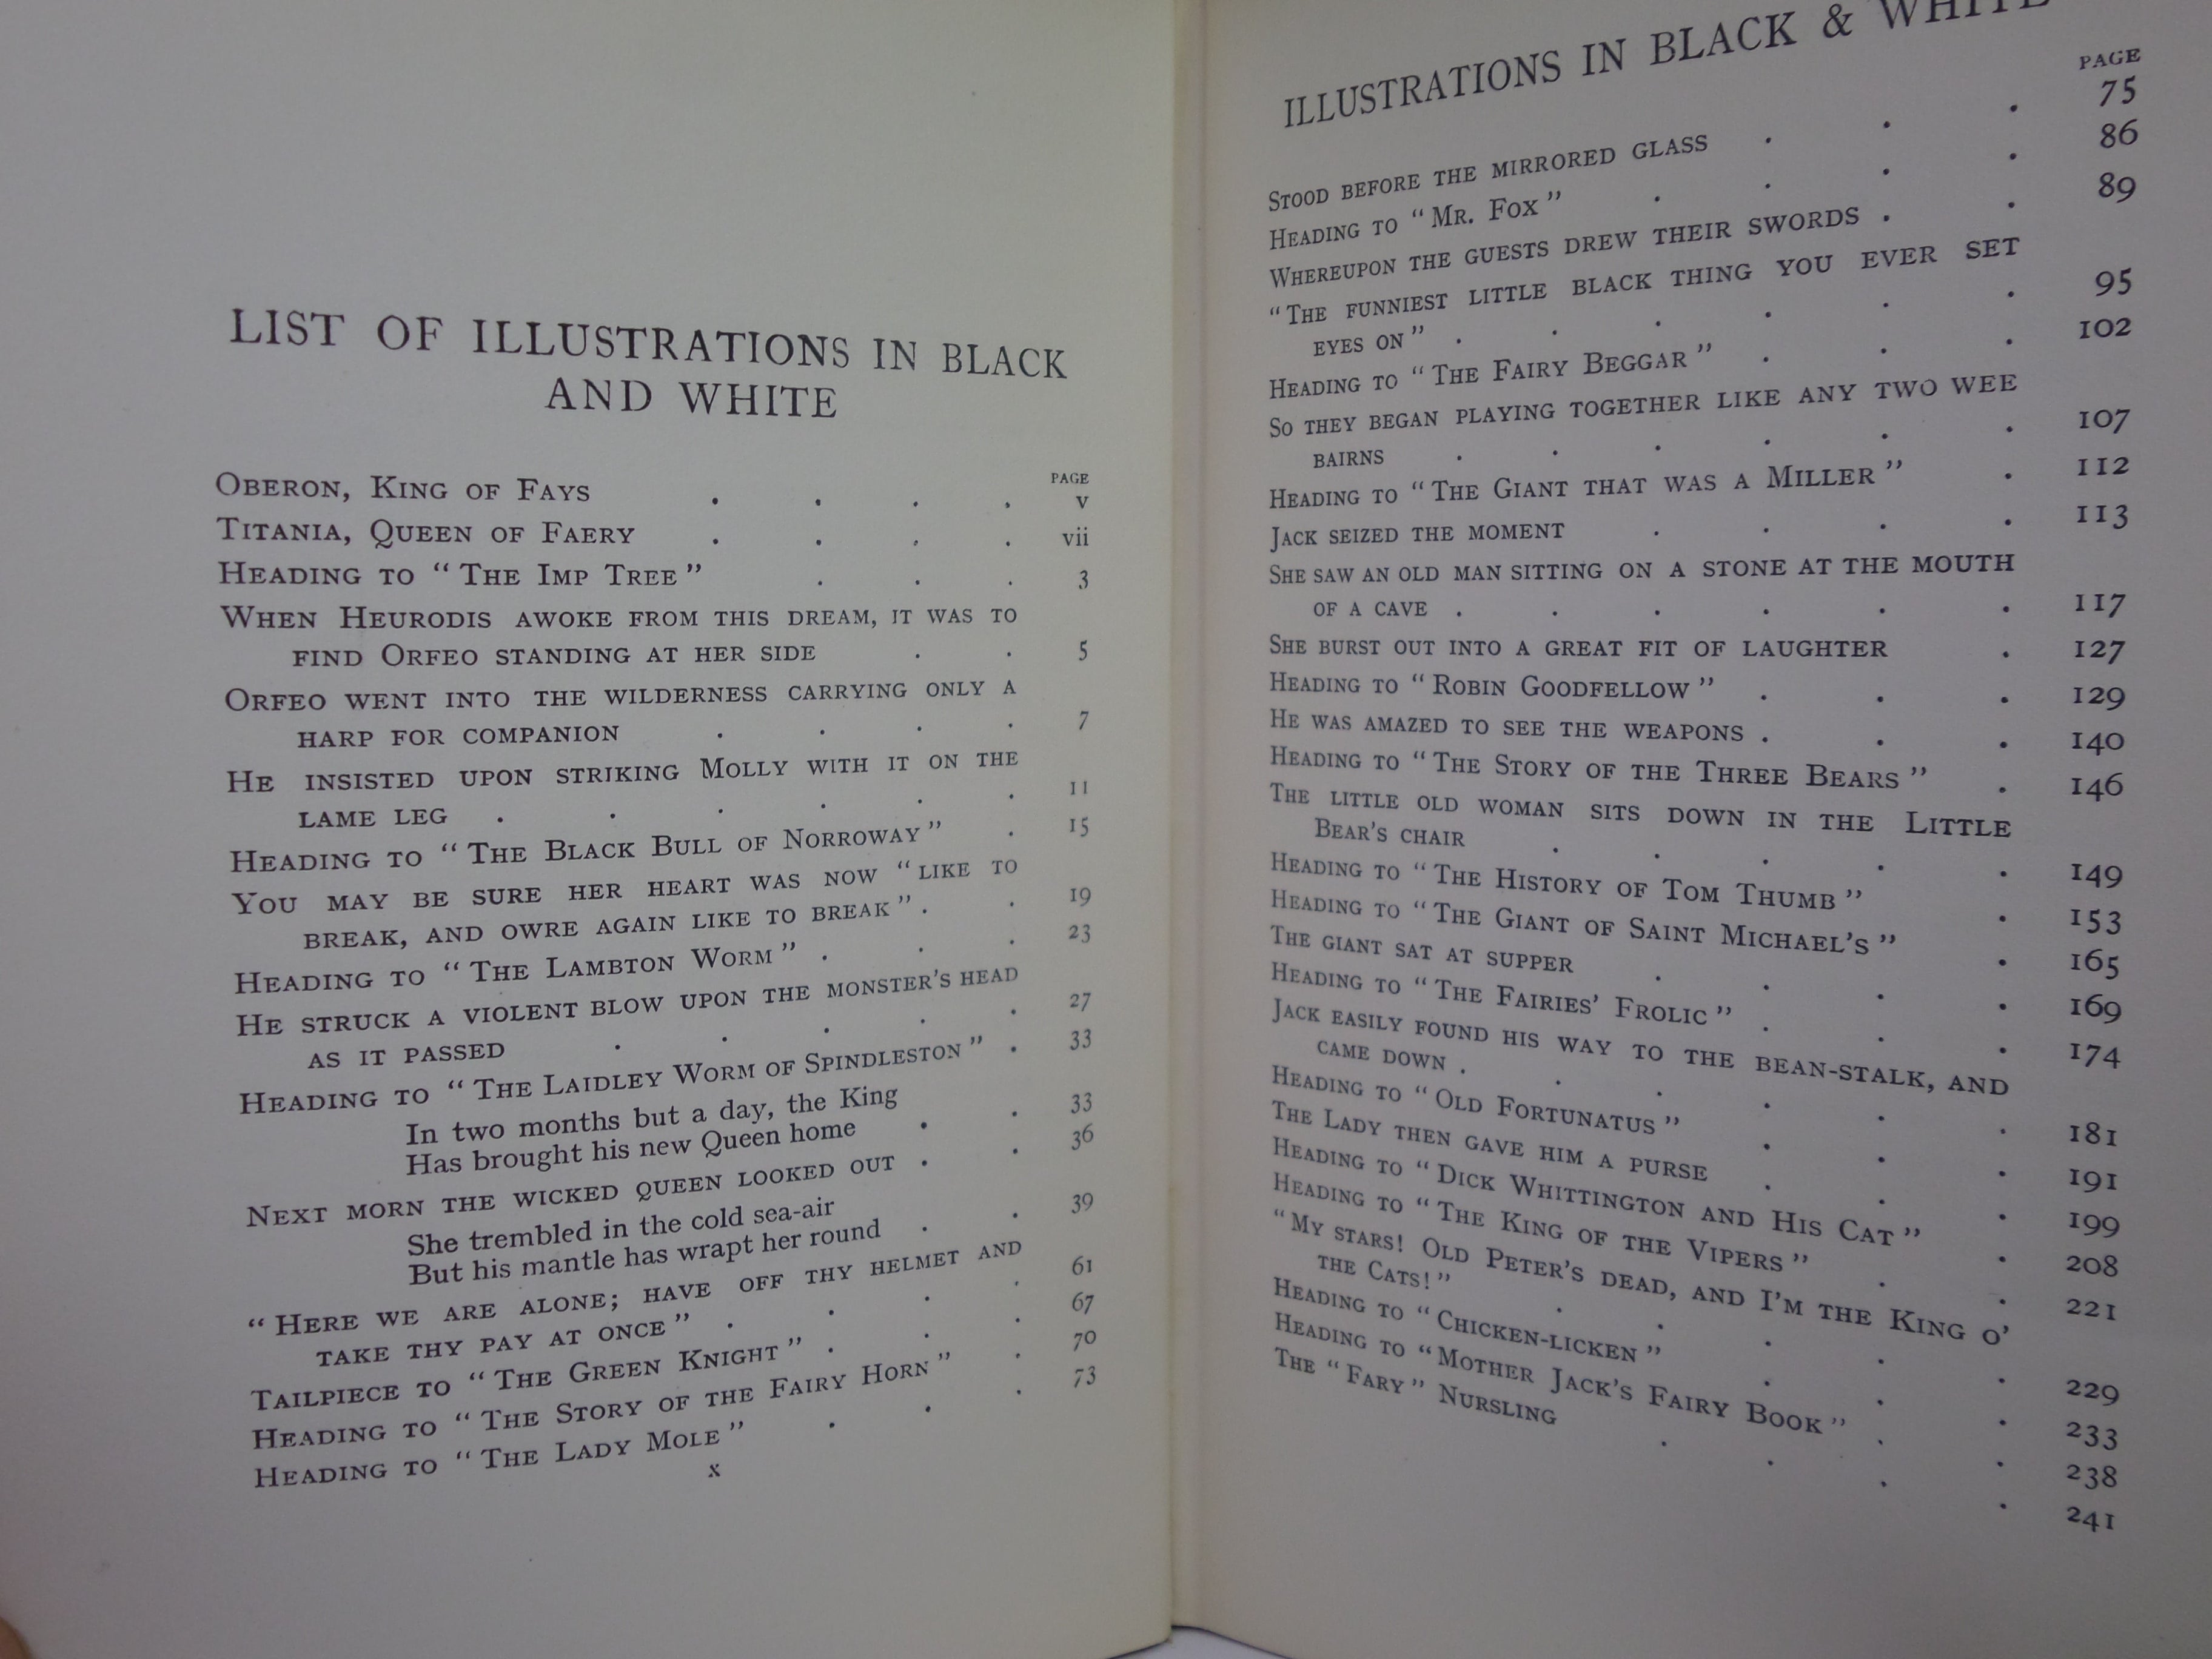 LIST OF ILLUSTRATIONS IN BLACK
AND WHITE
PAGE
OBERON, KING OF FAYS . . . . v
TITANIA, QUEEN OF FAERY . . . . vii
HEADING TO “THE IMP TREE” . . . 3
WHEN HEURODIS AWOKE FROM THIS DREAM, IT WAS TO
FIND ORFEO STANDING AT HER SIDE . . 5
ORFEO WENT INTO THE WILDERNESS CARRYING ONLY A
HARP FOR COMPANION . . . . 7
HE INSISTED UPON STRIKING MOLLY WITH IT ON THE
LAME LEG . . . . . 11
HEADING TO “THE BLACK BULL OF NORROWAY” . 15
YOU MAY BE SURE HER HEART WAS NOW “LIKE TO
BREAK, AND OWRE AGAIN LIKE TO BREAK” . . 19
HEADING TO “THE LAMBTON WORM” . . . 23
HE STRUCK A VIOLENT BLOW UPON THE MONSTER'S HEAD
AS IT PASSED . . . . . 27
HEADING TO “THE LAIDLEY WORM OF SPINDLESTON” . 33
In two months but a day, the King
Has brought his new Queen home . . 33
NEXT MORN THE WICKED QUEEN LOOKED OUT . . 36
She trembled in the cold sea-air
But his mantle has wrapt her round . . 39
“HERE WE ARE ALONE; HAVE OFF THY HELMET AND
TAKE THY PAY AT ONCE” . . . . 61
TAILPIECE TO “THE GREEN KNIGHT” . . . 67
HEADING TO “THE STORY OF THE FAIRY HORN” . 70
HEADING TO “THE LADY MOLE” . . . 73
x
ILLUSTRATIONS IN BLACK & WHITE
PAGE
STOOD BEFORE THE MIRRORED GLASS . . . 75
HEADING TO “MR. FOX” . . . . 86
WHEREUPON THE GUESTS DREW THEIR SWORDS . . 89
“THE FUNNIEST LITTLE BLACK THING YOU EVER SET
EYES ON” . . . . . . 95
HEADING TO “THE FAIRY BEGGAR” . . . 102
SO THEY BEGAN PLAYING TOGETHER LIKE ANY TWO WEE
BAIRNS . . . . . . 107
HEADING TO “THE GIANT THAT WAS A MILLER” . 112
JACK SEIZED THE MOMENT . . . . 113
SHE SAW AN OLD MAN SITTING ON A STONE AT THE MOUTH
OF A CAVE . . . . . . 117
SHE BURST OUT INTO A GREAT FIT OF LAUGHTER . 127
HEADING TO “ROBIN GOODFELLOW” . . . 129
HE WAS AMAZED TO SEE THE WEAPONS . . . 140
HEADING TO “THE STORY OF THE THREE BEARS” . 146
THE LITTLE OLD WOMAN SITS DOWN IN THE LITTLE
BEAR'S CHAIR . . . . . 149
HEADING TO “THE HISTORY OF TOM THUMB” . 153
HEADING TO “THE GIANT OF SAINT MICHAEL'S” . 165
THE GIANT SAT AT SUPPER . . . . 169
HEADING TO “THE FAIRIES' FROLIC” . . . 174
JACK EASILY FOUND HIS WAY TO THE BEAN-STALK, AND
CAME DOWN . . . . . . 181
HEADING TO “OLD FORTUNATUS” . . . 191
THE LADY THEN GAVE HIM A PURSE . . . 199
HEADING TO “DICK WHITTINGTON AND HIS CAT” . 208
HEADING TO “THE KING OF THE VIPERS” . . 221
“MY STARS! OLD PETER'S DEAD, AND I'M THE KING O'
THE CATS!” . . . . . 229
HEADING TO “CHICKEN-LICKEN” . . . 233
HEADING TO “MOTHER JACK'S FAIRY BOOK” . . 238
THE “FARY” NURSLING . . . . 241